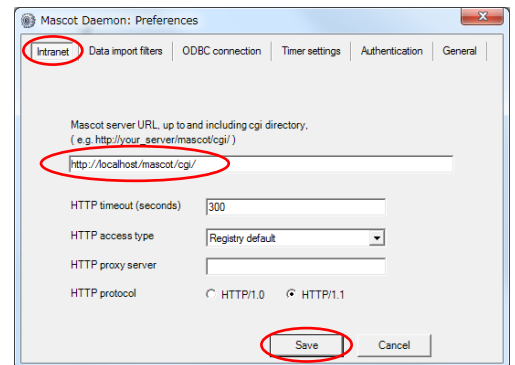 Mascot Daemon: Preferences
Intranet Data import filters ODBC connection Timer settings Authentication General
Mascot server URL, up to and including cgi directory,
( e.g. http://your_server/mascot/cgi/ )
http://localhost/mascot/cgi/
HTTP timeout (seconds) 300
HTTP access type Registry default
HTTP proxy server
HTTP protocol HTTP/1.0 HTTP/1.1
Save Cancel